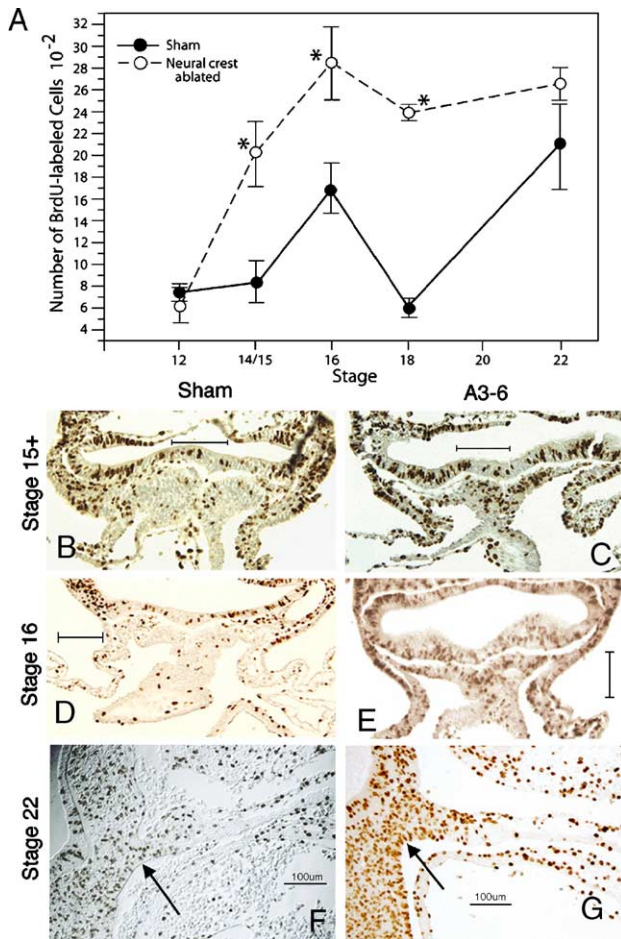 A
Number of BrdU-labeled Cells 10-2
32
30
28
26
24
22
20
18
16
14
12
10
8
6
4
Sham
Neural crest
ablated
*
*
*
12
14/15
16
18
20
22
Stage
Sham
A3-6
Stage 15+
B
C
Stage 16
D
E
Stage 22
100um
F
100um
G